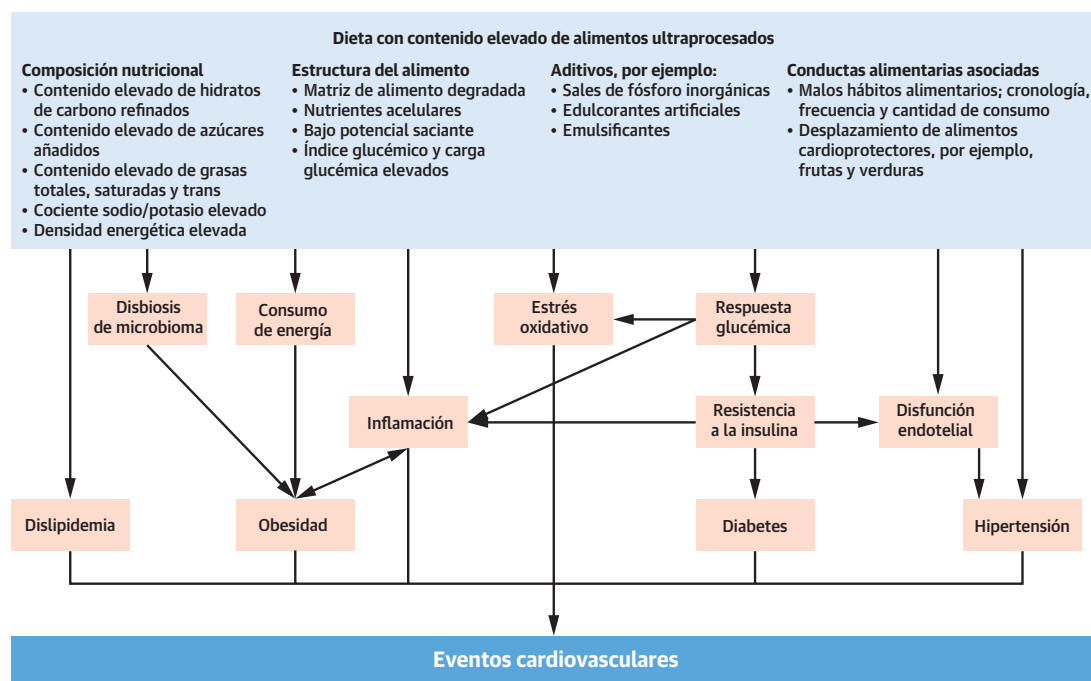 Dieta con contenido elevado de alimentos ultraprocesados
Composición nutricional
• Contenido elevado de hidratos
de carbono refinados
• Contenido elevado de azúcares
añadidos
• Contenido elevado de grasas
totales, saturadas y trans
• Cociente sodio/potasio elevado
• Densidad energética elevada
Estructura del alimento
• Matriz de alimento degradada
• Nutrientes acelulares
• Bajo potencial saciante
• Índice glucémico y carga
glucémica elevados
Aditivos, por ejemplo:
• Sales de fósforo inorgánicas
• Edulcorantes artificiales
• Emulsificantes
Conductas alimentarias asociadas
• Malos hábitos alimentarios; cronología,
frecuencia y cantidad de consumo
• Desplazamiento de alimentos
cardioprotectores, por ejemplo,
frutas y verduras
Disbiosis
de microbioma
Consumo
de energía
Estrés
oxidativo
Respuesta
glucémica
Inflamación
Resistencia
a la insulina
Disfunción
endotelial
Dislipidemia
Obesidad
Diabetes
Hipertensión
Eventos cardiovasculares